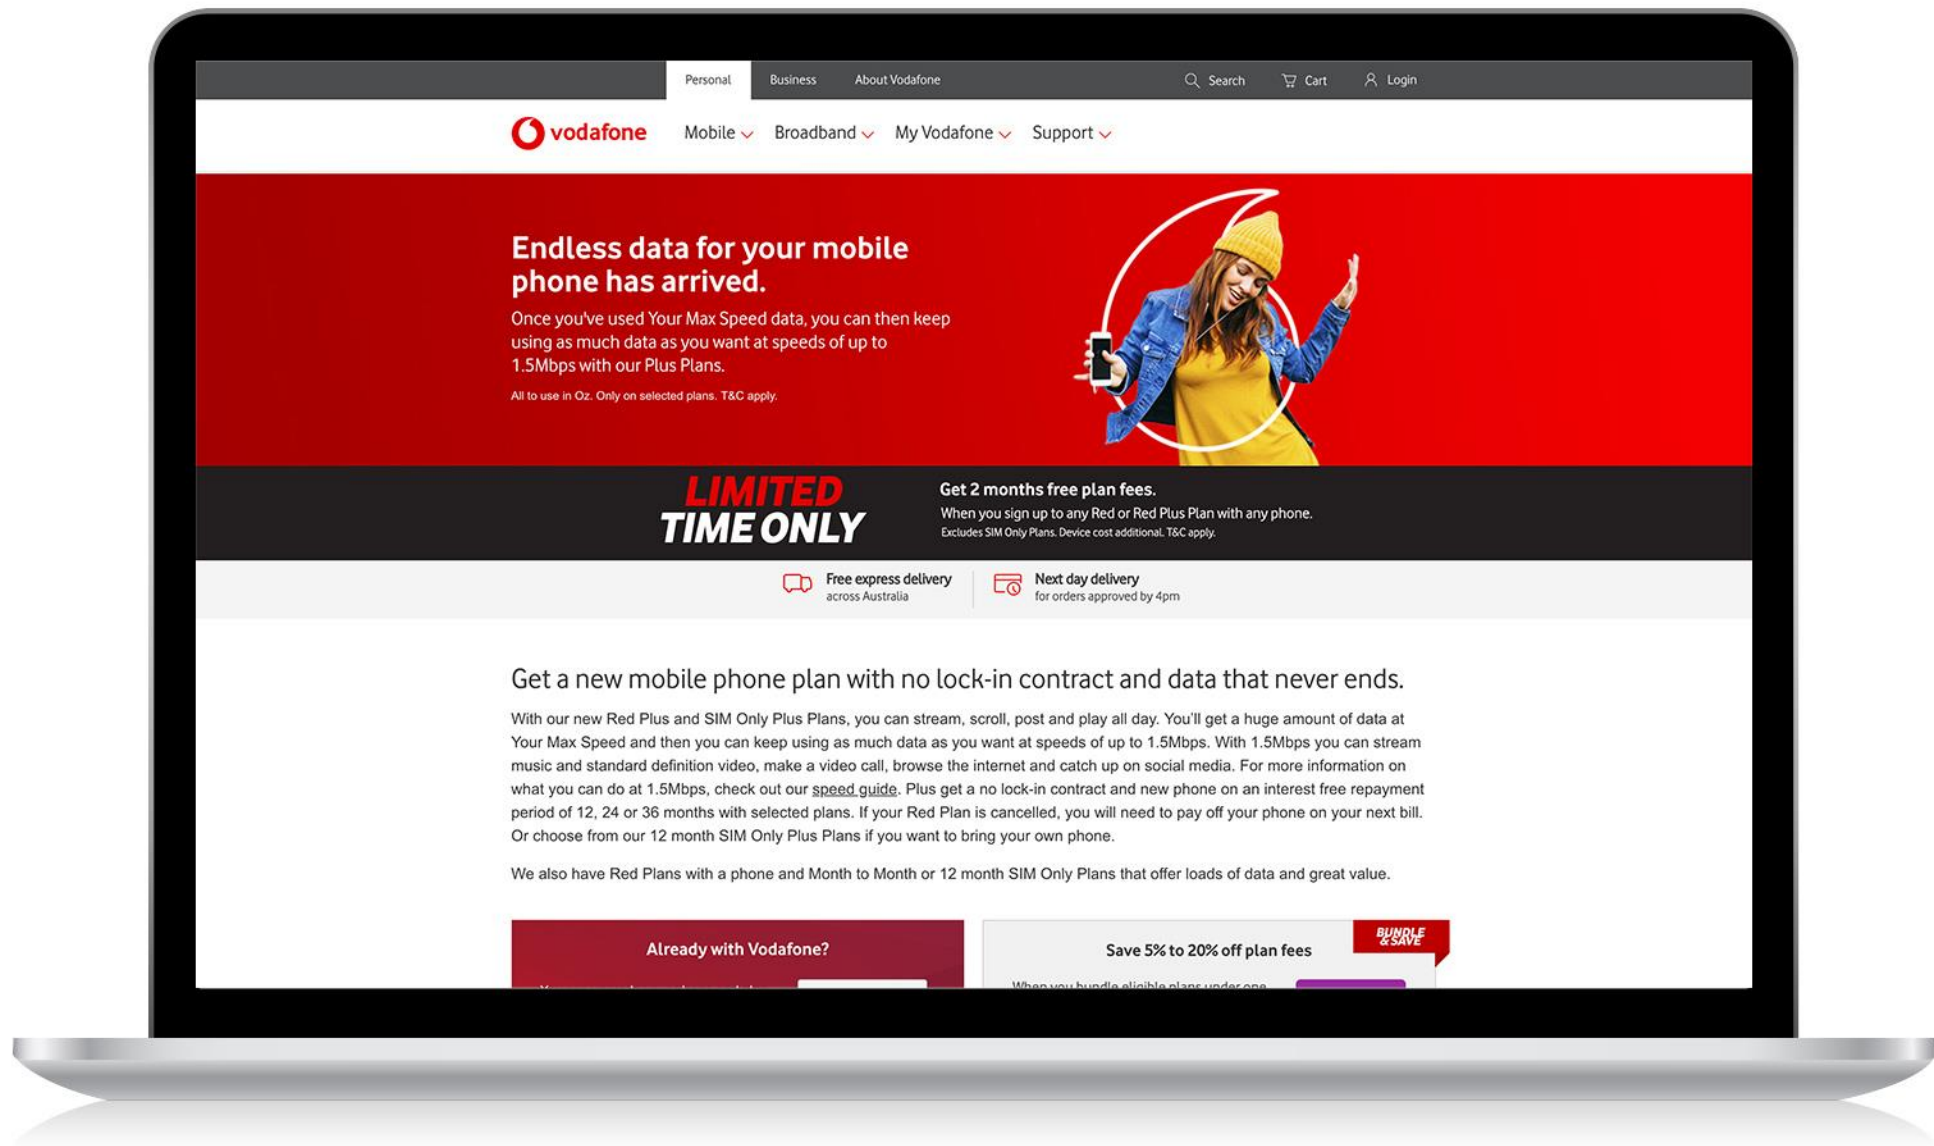 Personal Business About Vodafone Search Cart Login
vodafone Mobile Broadband My Vodafone Support
Endless data for your mobile
phone has arrived.
Once you've used Your Max Speed data, you can then keep
using as much data as you want at speeds of up to
1.5Mbps with our Plus Plans.
All to use in Oz. Only on selected plans. T&C apply.
LIMITED
TIME ONLY
Get 2 months free plan fees.
When you sign up to any Red or Red Plus Plan with any phone.
Excludes SIM Only Plans. Device cost additional. T&C apply.
Free express delivery
across Australia
Next day delivery
for orders approved by 4pm
Get a new mobile phone plan with no lock-in contract and data that never ends.
With our new Red Plus and SIM Only Plus Plans, you can stream, scroll, post and play all day. You'll get a huge amount of data at
Your Max Speed and then you can keep using as much data as you want at speeds of up to 1.5Mbps. With 1.5Mbps you can stream
music and standard definition video, make a video call, browse the internet and catch up on social media. For more information on
what you can do at 1.5Mbps, check out our speed guide. Plus get a no lock-in contract and new phone on an interest free repayment
period of 12, 24 or 36 months with selected plans. If your Red Plan is cancelled, you will need to pay off your phone on your next bill.
Or choose from our 12 month SIM Only Plus Plans if you want to bring your own phone.
We also have Red Plans with a phone and Month to Month or 12 month SIM Only Plans that offer loads of data and great value.
Already with Vodafone?
Save 5% to 20% off plan fees
BUNDLE
& SAVE
When you bundle eligible plans under one